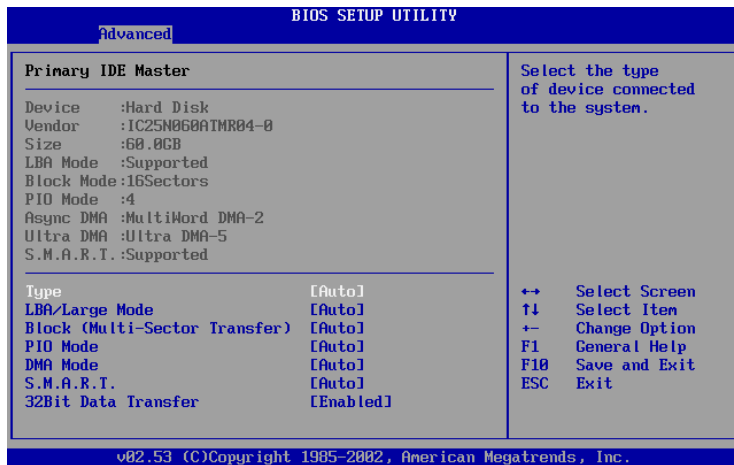 BIOS SETUP UTILITY
Advanced
Primary IDE Master
Device :Hard Disk
Vendor :IC25N060ATMR04-0
Size :60.0GB
LBA Mode :Supported
Block Mode:16Sectors
PIO Mode :4
Async DMA :MultiWord DMA-2
Ultra DMA :Ultra DMA-5
S.M.A.R.T.:Supported
Type [Auto]
LBA/Large Mode [Auto]
Block (Multi-Sector Transfer) [Auto]
PIO Mode [Auto]
DMA Mode [Auto]
S.M.A.R.T. [Auto]
32Bit Data Transfer [Enabled]
Select the type
of device connected
to the system.
←→ Select Screen
↑↓ Select Item
+- Change Option
F1 General Help
F10 Save and Exit
ESC Exit
v02.53 (C)Copyright 1985-2002, American Megatrends, Inc.